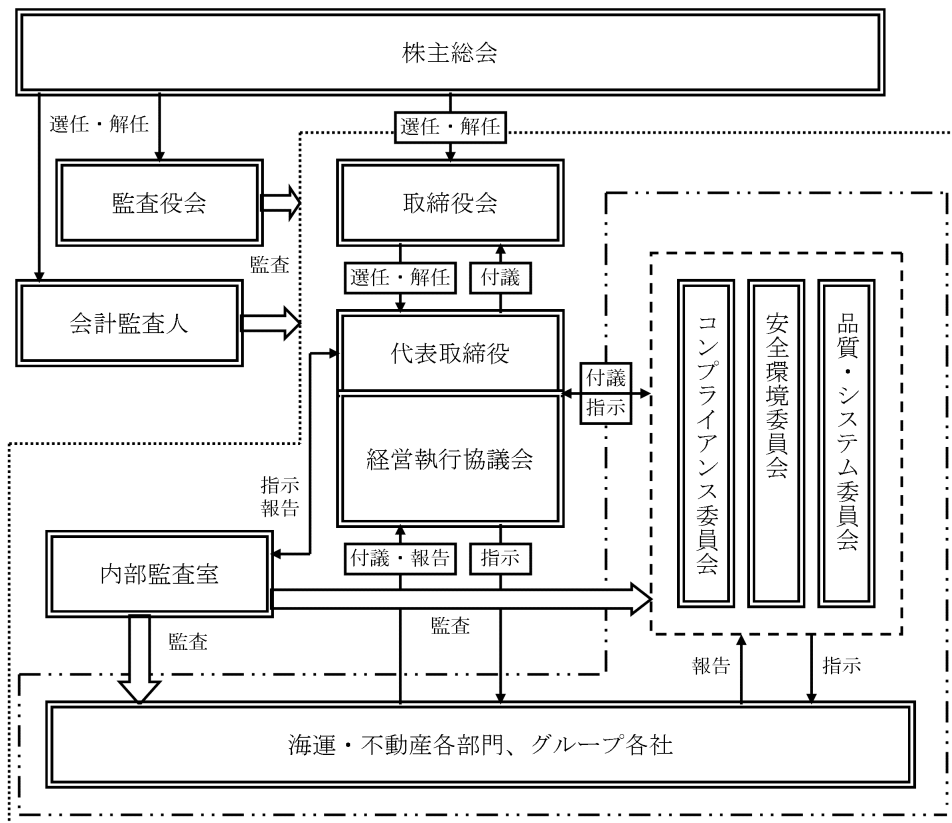 株主総会
選任・解任
選任・解任
監査役会
取締役会
監査
選任・解任
付議
会計監査人
代表取締役
付議
指示
経営執行協議会
コンプライアンス委員会
安全環境委員会
品質・システム委員会
指示
報告
内部監査室
付議・報告
指示
監査
監査
報告
指示
海運・不動産各部門、グループ各社